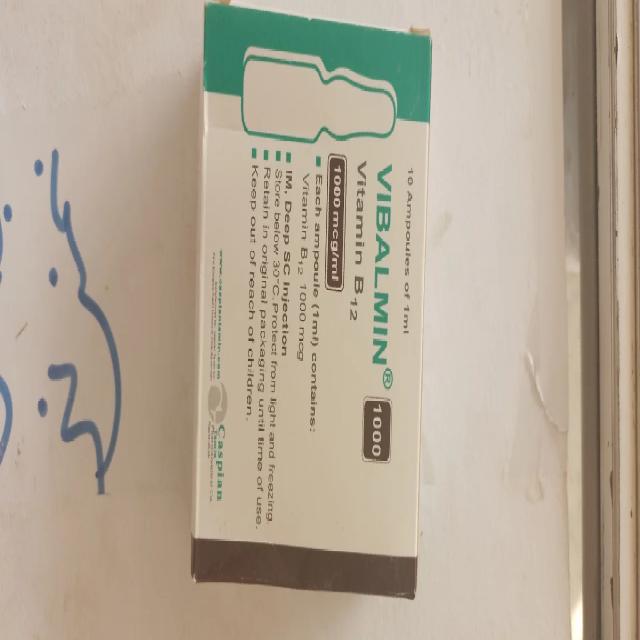 10 Ampoules of 1ml
VIBALMIN® 1000
Vitamin B12
1000 mcg/ml
Each ampoule (1ml) contains:
Vitamin B12 1000 mcg
IM, Deep SC Injection
Store below 30°C. Protect from light and freezing.
Retain in original packaging until time of use.
Keep out of reach of children.
Caspian